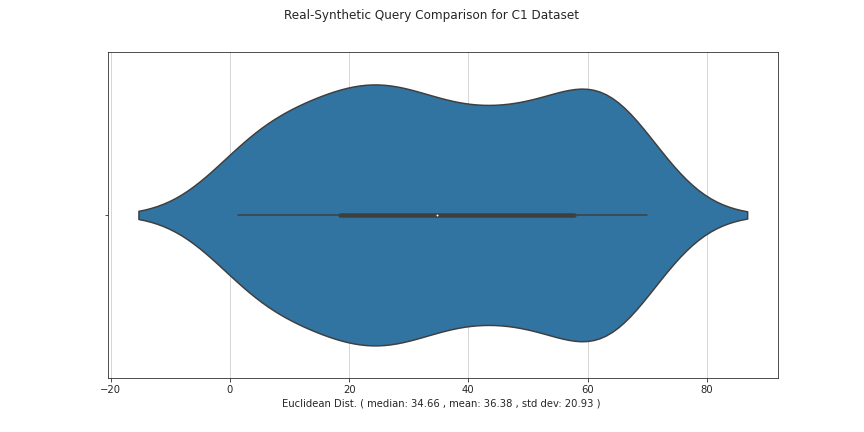 Real-Synthetic Query Comparison for C1 Dataset
−20 0 20 40 60 80
Euclidean Dist. ( median: 34.66 , mean: 36.38 , std dev: 20.93 )